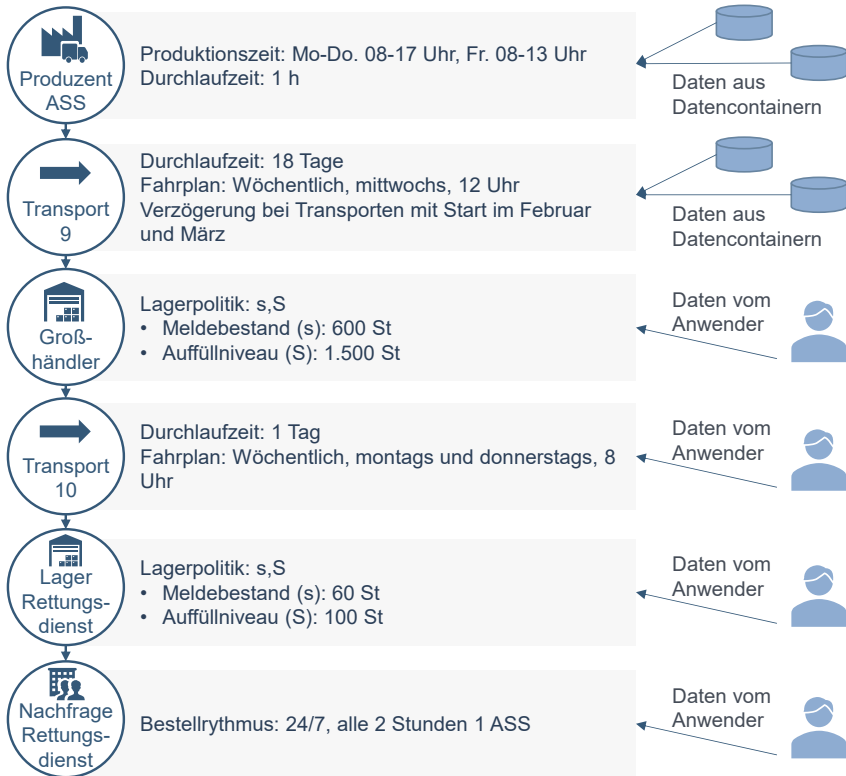 Produzent
ASS
Produktionszeit: Mo-Do. 08-17 Uhr, Fr. 08-13 Uhr
Durchlaufzeit: 1 h
Daten aus
Datencontainern
Transport
9
Durchlaufzeit: 18 Tage
Fahrplan: Wöchentlich, mittwochs, 12 Uhr
Verzögerung bei Transporten mit Start im Februar
und März
Daten aus
Datencontainern
Groß-
händler
Lagerpolitik: s,S
• Meldebestand (s): 600 St
• Auffüllniveau (S): 1.500 St
Daten vom
Anwender
Transport
10
Durchlaufzeit: 1 Tag
Fahrplan: Wöchentlich, montags und donnerstags, 8
Uhr
Daten vom
Anwender
Lager
Rettungs-
dienst
Lagerpolitik: s,S
• Meldebestand (s): 60 St
• Auffüllniveau (S): 100 St
Daten vom
Anwender
Nachfrage
Rettungs-
dienst
Bestellrythmus: 24/7, alle 2 Stunden 1 ASS
Daten vom
Anwender